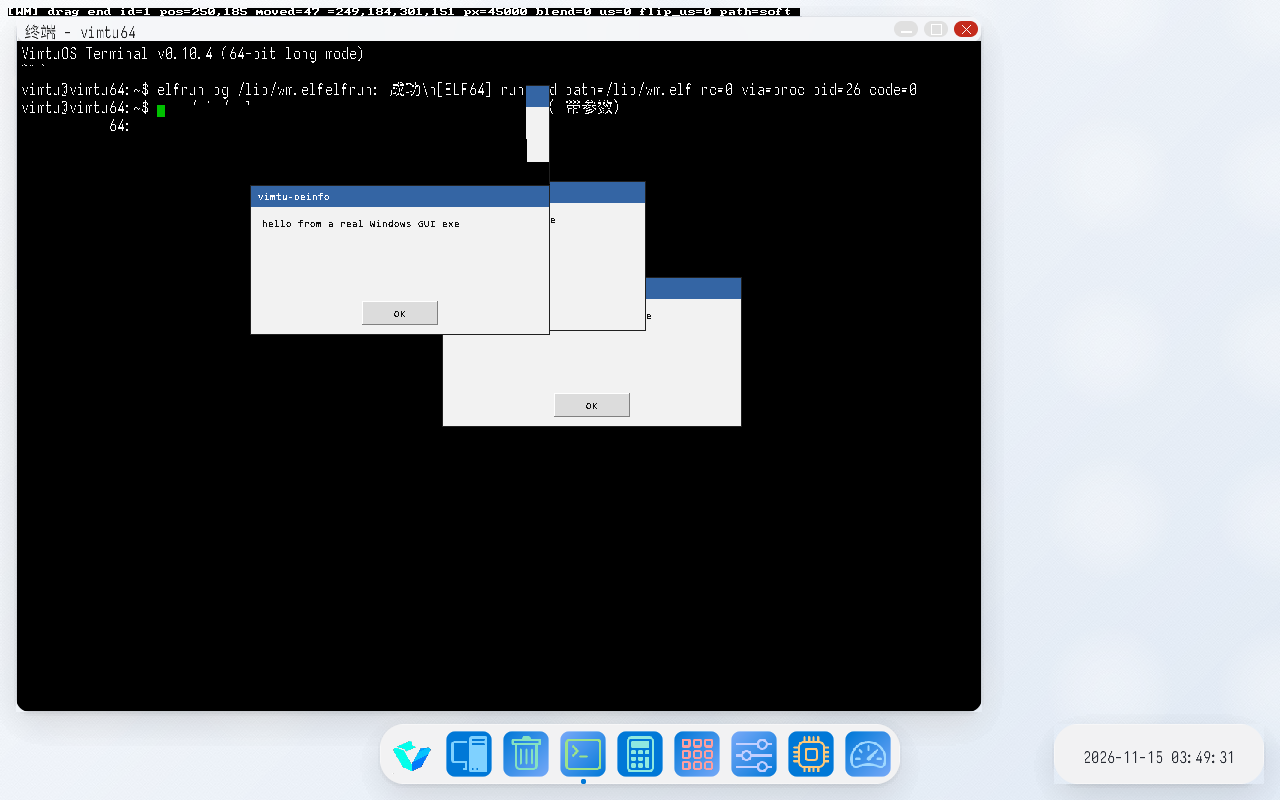 [WM] drag end id=1 pos=250,185 moved=47 =249,184,301,151 px=45000 blend=0 us=0 flip_us=0 path=soft
终端 - vimtu64
VimtuOS Terminal v0.10.4 (64-bit long mode)
vimtu@vimtu64:~$ elfrun bg /lib/wm.elfelfrun: 成功\n[ELF64] run d path=/lib/wm.elf rc=0 via=proc pid=26 code=0
vimtu@vimtu64:~$ ( 带参数)
64:
vimtu-peinfo
hello from a real Windows GUI exe
e
OK
e
OK
2026-11-15 03:49:31